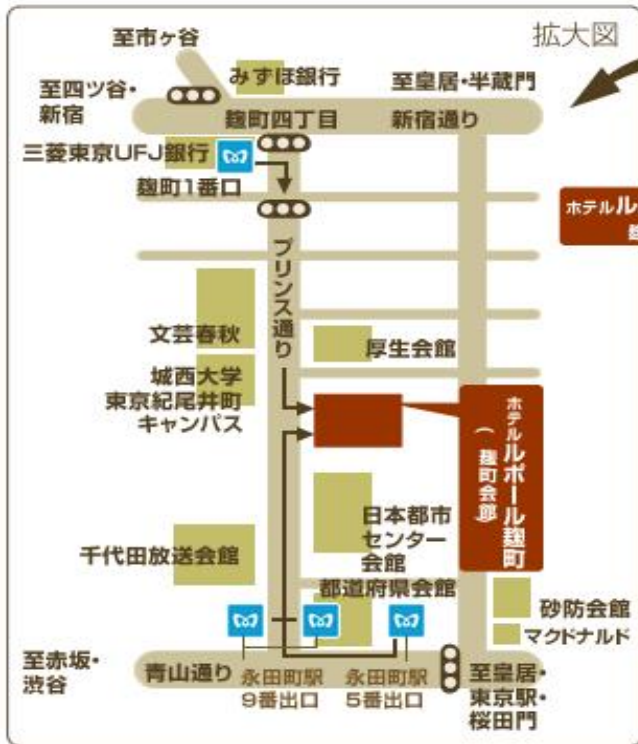 拡大図
至市ヶ谷
みずほ銀行
至皇居・半蔵門
至四ツ谷・
新宿
麹町四丁目
新宿通り
三菱東京UFJ銀行
麹町1番口
ホテルル
プリンス通り
文芸春秋
厚生会館
城西大学
東京紀尾井町
キャンパス
ホテルルポール麹町
(麹町会館)
日本都市
センター
会館
千代田放送会館
都道府県会館
砂防会館
マクドナルド
至赤坂・
渋谷
青山通り
永田町駅
9番出口
永田町駅
5番出口
至皇居・
東京駅・
桜田門